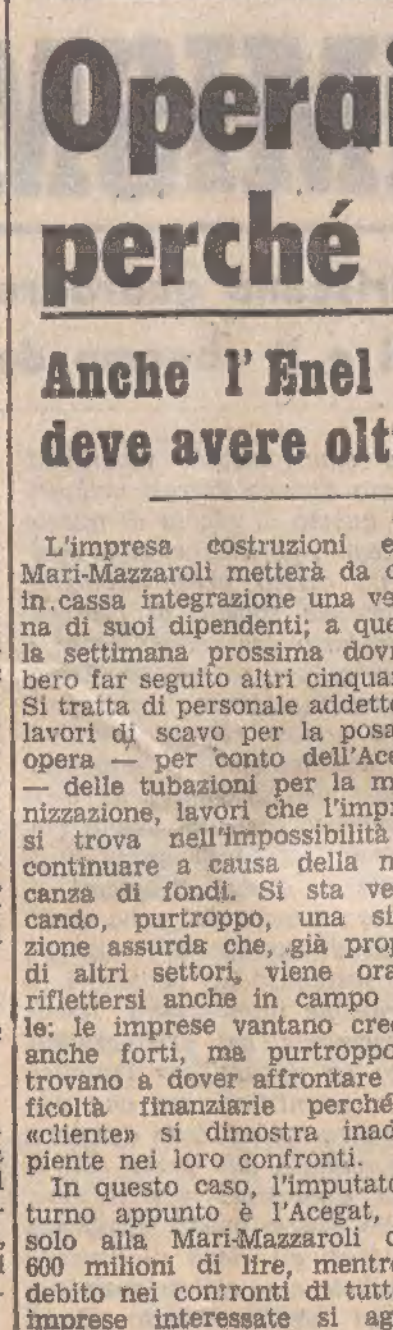 Operai
perché
Anche l'Enel
deve avere olt
L'impresa costruzioni e
Mari-Mazzaroli metterà da
in cassa integrazione una ve
na di suoi dipendenti; a que
la settimana prossima dov
bero far seguito altri cinqua
Si tratta di personale addett
lavori di scavo per la posa
opera — per conto dell'Ace
— delle tubazioni per la m
nizzazione, lavori che l'imp
si trova nell'impossibilità
continuare a causa della
canza di fondi. Si sta ve
cando, purtroppo, una si
zione assurda che, già prop
di altri settori, viene ora
riflettersi anche in campo
le: le imprese vantano cre
anche forti, ma purtroppo
trovano a dover affrontare
ficoltà finanziarie perché
«cliente» si dimostra inad
piente nei loro confronti.
In questo caso, l'imputato
turno appunto è l'Acegat,
solo alla Mari-Mazzaroli
600 milioni di lire, mentre
debito nei confronti di tutt
imprese interessate si ag